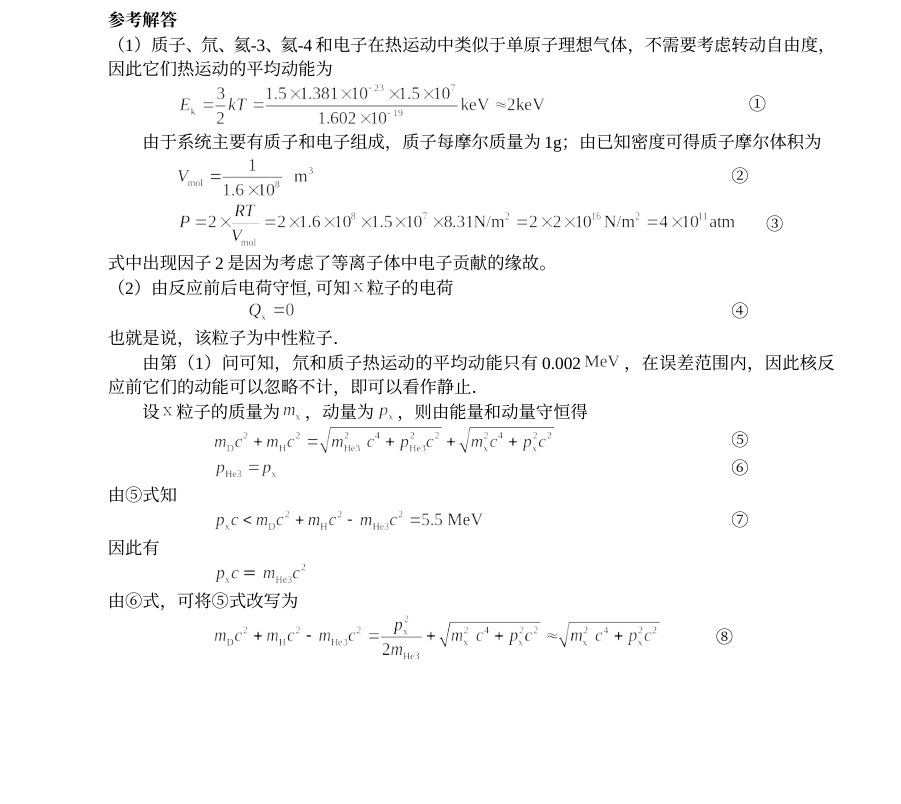 参考解答
（1）质子、氘、氦-3、氦-4 和电子在热运动中类似于单原子理想气体，不需要考虑转动自由度，
因此它们热运动的平均动能为
E_k = 3/2 kT = (1.5×1.381×10^-23 ×1.5×10^7)/(1.602×10^-19) keV ≈2keV ①
由于系统主要有质子和电子组成，质子每摩尔质量为 1g；由已知密度可得质子摩尔体积为
V_mol = 1/(1.6×10^8) m^3 ②
P =2× RT/V_mol =2×1.6×10^8 ×1.5×10^7 ×8.31N/m^2 =2×2×10^16 N/m^2 =4×10^11 atm ③
式中出现因子 2 是因为考虑了等离子体中电子贡献的缘故。
（2）由反应前后电荷守恒, 可知 x 粒子的电荷
Q_x =0 ④
也就是说，该粒子为中性粒子.
由第（1）问可知，氘和质子热运动的平均动能只有 0.002 MeV ，在误差范围内，因此核反
应前它们的动能可以忽略不计，即可以看作静止.
设 x 粒子的质量为 m_x ，动量为 p_x ，则由能量和动量守恒得
m_D c^2 + m_H c^2 = √(m_He3^2 c^4 + p_He3^2 c^2) + √(m_x^2 c^4 + p_x^2 c^2) ⑤
p_He3 = p_x ⑥
由⑤式知
p_x c < m_D c^2 + m_H c^2 - m_He3 c^2 =5.5 MeV ⑦
因此有
p_x c = m_He3 c^2
由⑥式，可将⑤式改写为
m_D c^2 + m_H c^2 - m_He3 c^2 = p_x^2/(2m_He3) + √(m_x^2 c^4 + p_x^2 c^2) ≈ √(m_x^2 c^4 + p_x^2 c^2) ⑧